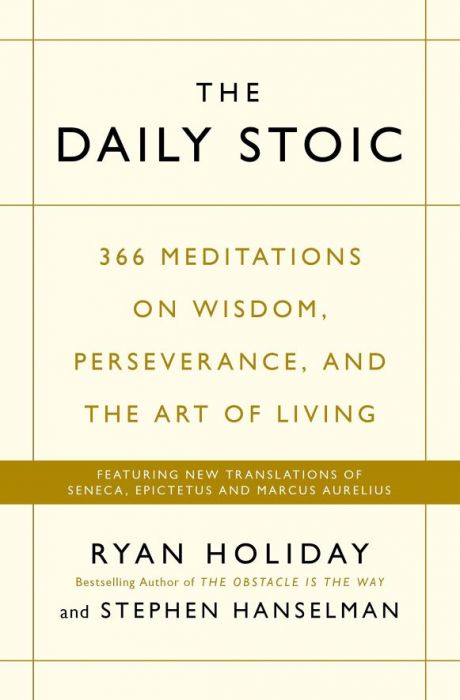 THE
DAILY STOIC
366 MEDITATIONS
ON WISDOM,
PERSEVERANCE, AND
THE ART OF LIVING
FEATURING NEW TRANSLATIONS OF
SENECA, EPICTETUS AND MARCUS AURELIUS
RYAN HOLIDAY
Bestselling Author of THE OBSTACLE IS THE WAY
and STEPHEN HANSELMAN